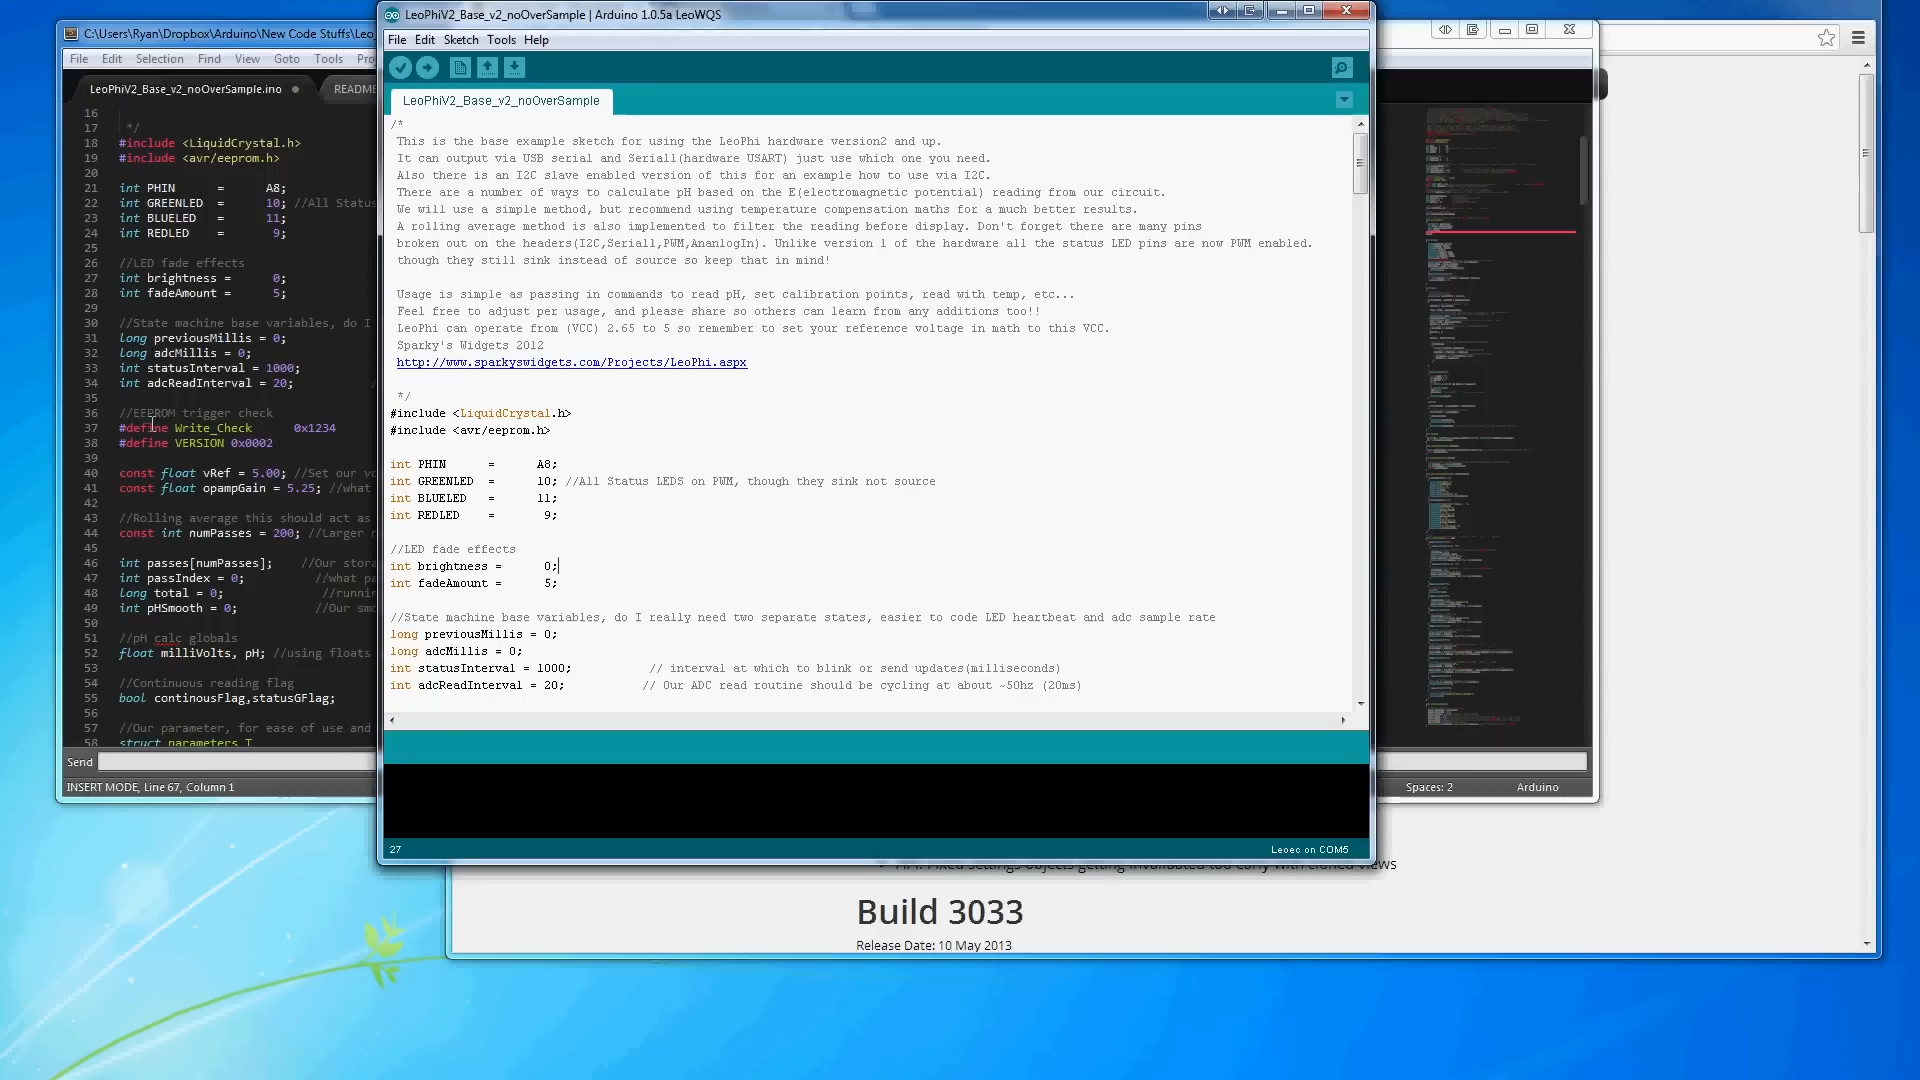 C:\Users\Ryan\Dropbox\Arduino\New Code Stuffs\Leo
File Edit Selection Find View Goto Tools Pro
LeoPhiV2_Base_v2_noOverSample.ino
README
16
17 */
18 #include <LiquidCrystal.h>
19 #include <avr/eeprom.h>
20
21 int PHIN = A8;
22 int GREENLED = 10; //All Status
23 int BLUELED = 11;
24 int REDLED = 9;
25
26 //LED fade effects
27 int brightness = 0;
28 int fadeAmount = 5;
29
30 //State machine base variables, do I
31 long previousMillis = 0;
32 long adcMillis = 0;
33 int statusInterval = 1000;
34 int adcReadInterval = 20;
35
36 //EEPROM trigger check
37 #define Write_Check 0x1234
38 #define VERSION 0x0002
39
40 const float vRef = 5.00; //Set our vo
41 const float opampGain = 5.25; //what
42
43 //Rolling average this should act as
44 const int numPasses = 200; //Larger
45
46 int passes[numPasses]; //Our stora
47 int passIndex = 0; //what pa
48 long total = 0; //runnin
49 int pHSmooth = 0; //Our smo
50
51 //pH calc globals
52 float milliVolts, pH; //using floats
53
54 //Continuous reading flag
55 bool continousFlag,statusGFlag;
56
57 //Our parameter, for ease of use and
58 struct parameters_T
Send
INSERT MODE, Line 67, Column 1
Spaces: 2
Arduino
LeoPhiV2_Base_v2_noOverSample | Arduino 1.0.5a LeoWQS
File Edit Sketch Tools Help
LeoPhiV2_Base_v2_noOverSample
/*
This is the base example sketch for using the LeoPhi hardware version2 and up.
It can output via USB serial and Serial1(hardware USART) just use which one you need.
Also there is an I2C slave enabled version of this for an example how to use via I2C.
There are a number of ways to calculate pH based on the E(electromagnetic potential) reading from our circuit.
We will use a simple method, but recommend using temperature compensation maths for a much better results.
A rolling average method is also implemented to filter the reading before display. Don't forget there are many pins
broken out on the headers(I2C,Serial1,PWM,AnanlogIn). Unlike version 1 of the hardware all the status LED pins are now PWM enabled.
though they still sink instead of source so keep that in mind!
Usage is simple as passing in commands to read pH, set calibration points, read with temp, etc...
Feel free to adjust per usage, and please share so others can learn from any additions too!!
LeoPhi can operate from (VCC) 2.65 to 5 so remember to set your reference voltage in math to this VCC.
Sparky's Widgets 2012
http://www.sparkyswidgets.com/Projects/LeoPhi.aspx
*/
#include <LiquidCrystal.h>
#include <avr/eeprom.h>
int PHIN = A8;
int GREENLED = 10; //All Status LEDS on PWM, though they sink not source
int BLUELED = 11;
int REDLED = 9;
//LED fade effects
int brightness = 0;
int fadeAmount = 5;
//State machine base variables, do I really need two separate states, easier to code LED heartbeat and adc sample rate
long previousMillis = 0;
long adcMillis = 0;
int statusInterval = 1000; // interval at which to blink or send updates(milliseconds)
int adcReadInterval = 20; // Our ADC read routine should be cycling at about ~50hz (20ms)
27
Leoec on COM5
Build 3033
Release Date: 10 May 2013